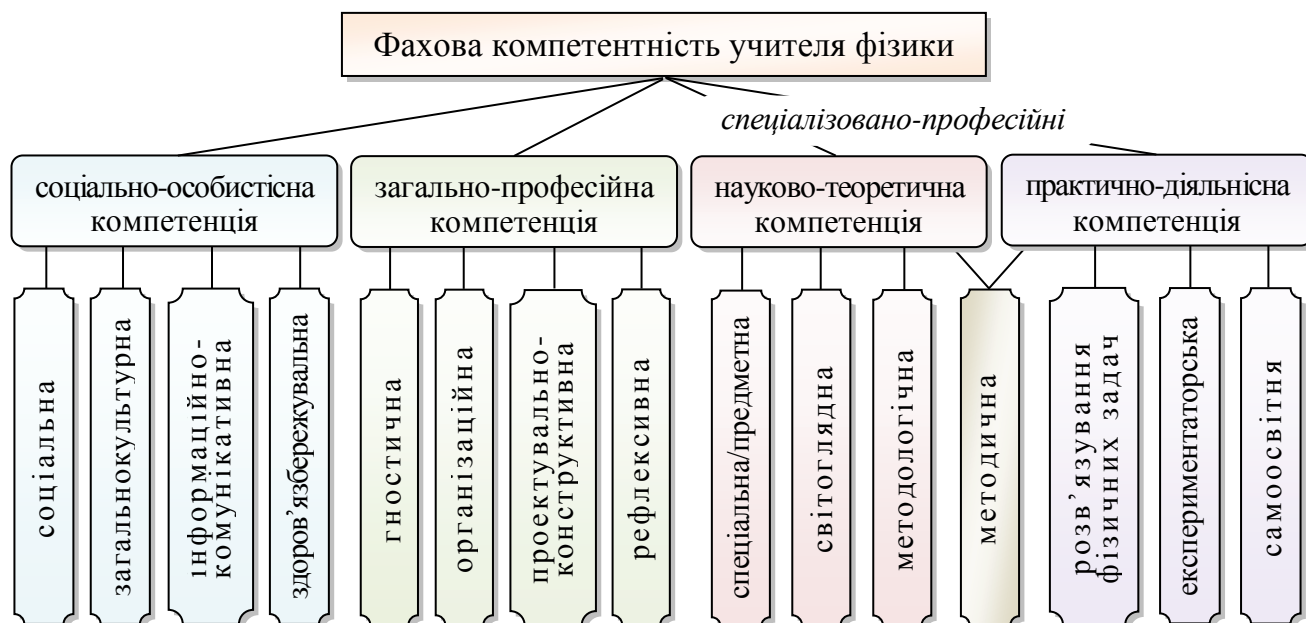 Фахова компетентність учителя фізики
спеціалізовано-професійні
соціально-особистісна
компетенція
загально-професійна
компетенція
науково-теоретична
компетенція
практично-діяльнісна
компетенція
соціальна
загальнокультурна
інформаційно-
комунікативна
здоров’язбережувальна
гностична
організаційна
проектувально-
конструктивна
рефлексивна
спеціальна/предметна
світоглядна
методологічна
методична
розв’язування
фізичних задач
експериментаторська
самоосвітня